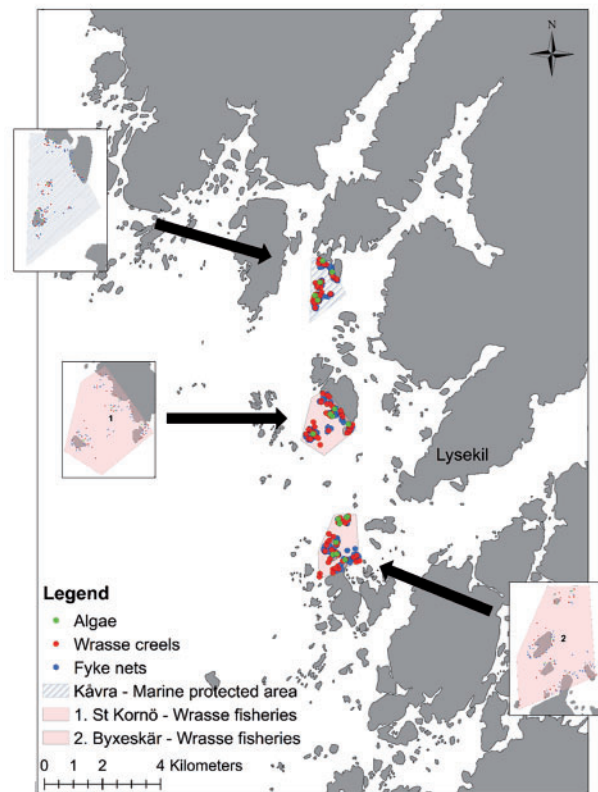 N
1
Lysekil
2
Legend
Algae
Wrasse creels
Fyke nets
Kåvra - Marine protected area
1. St Kornö - Wrasse fisheries
2. Byxeskär - Wrasse fisheries
0 1 2 4 Kilometers